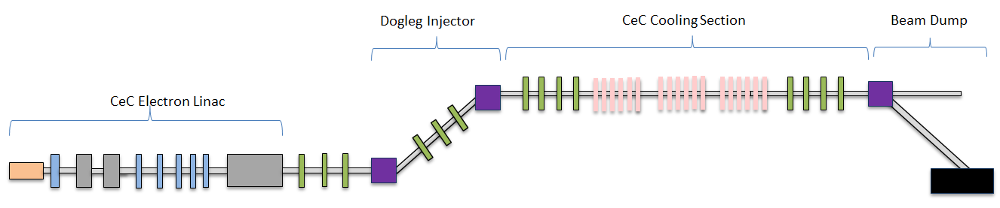 Dogleg Injector
CeC Cooling Section
Beam Dump
CeC Electron Linac